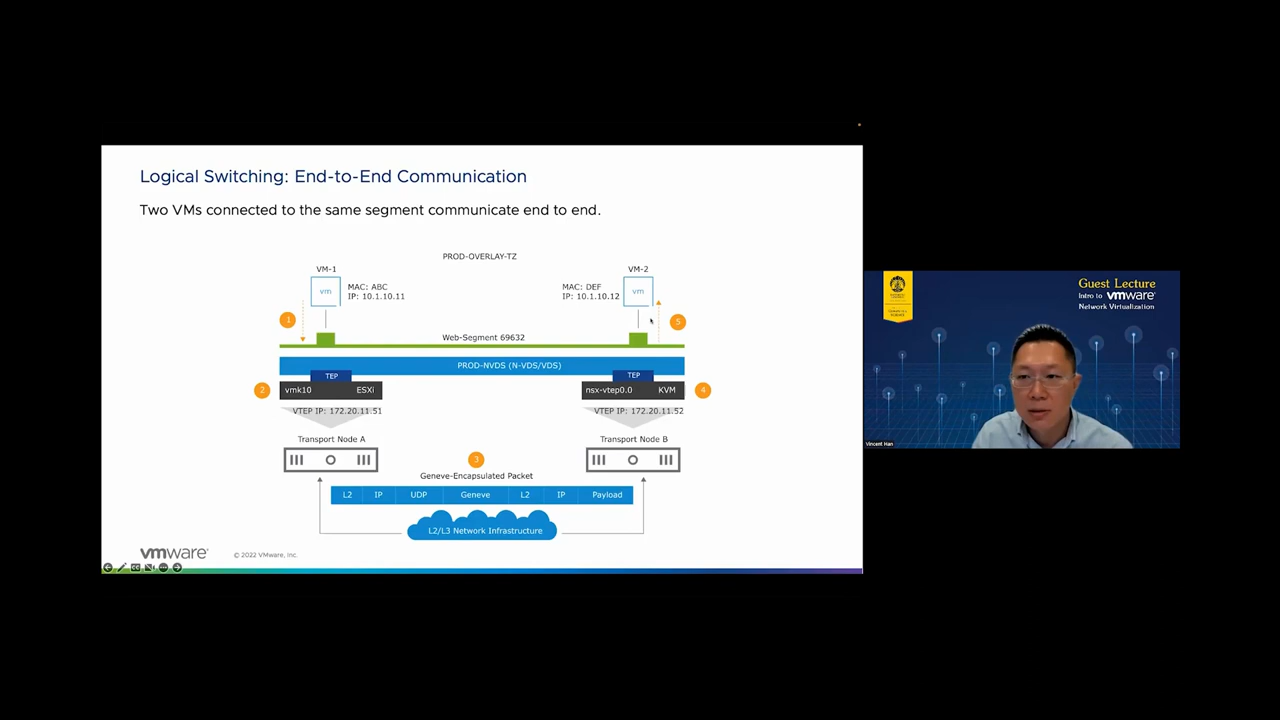 Logical Switching: End-to-End Communication
Two VMs connected to the same segment communicate end to end.
PROD-OVERLAY-TZ
VM-1
VM-2
vm
MAC: ABC
IP: 10.1.10.11
MAC: DEF
IP: 10.1.10.12
vm
1
5
Web-Segment 69632
PROD-NVDS (N-VDS/VDS)
TEP
TEP
2
vmk10
ESXi
nsx-vtep0.0
KVM
4
VTEP IP: 172.20.11.51
VTEP IP: 172.20.11.52
Transport Node A
Transport Node B
3
Geneve-Encapsulated Packet
L2
IP
UDP
Geneve
L2
IP
Payload
L2/L3 Network Infrastructure
vmware®
© 2022 VMware, Inc.
Guest Lecture
Intro to vmware®
Network Virtualization
Vincent Han